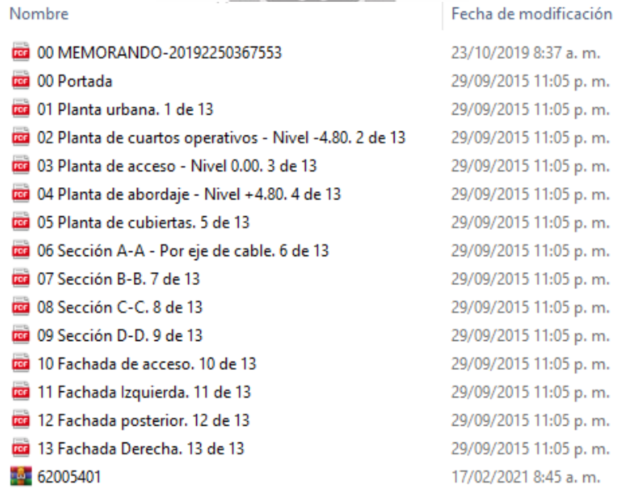 Nombre Fecha de modificación
00 MEMORANDO-20192250367553 23/10/2019 8:37 a. m.
00 Portada 29/09/2015 11:05 p. m.
01 Planta urbana. 1 de 13 29/09/2015 11:05 p. m.
02 Planta de cuartos operativos - Nivel -4.80. 2 de 13 29/09/2015 11:05 p. m.
03 Planta de acceso - Nivel 0.00. 3 de 13 29/09/2015 11:05 p. m.
04 Planta de abordaje - Nivel +4.80. 4 de 13 29/09/2015 11:05 p. m.
05 Planta de cubiertas. 5 de 13 29/09/2015 11:05 p. m.
06 Sección A-A - Por eje de cable. 6 de 13 29/09/2015 11:05 p. m.
07 Sección B-B. 7 de 13 29/09/2015 11:05 p. m.
08 Sección C-C. 8 de 13 29/09/2015 11:05 p. m.
09 Sección D-D. 9 de 13 29/09/2015 11:05 p. m.
10 Fachada de acceso. 10 de 13 29/09/2015 11:05 p. m.
11 Fachada Izquierda. 11 de 13 29/09/2015 11:05 p. m.
12 Fachada posterior. 12 de 13 29/09/2015 11:05 p. m.
13 Fachada Derecha. 13 de 13 29/09/2015 11:05 p. m.
62005401 17/02/2021 8:45 a. m.